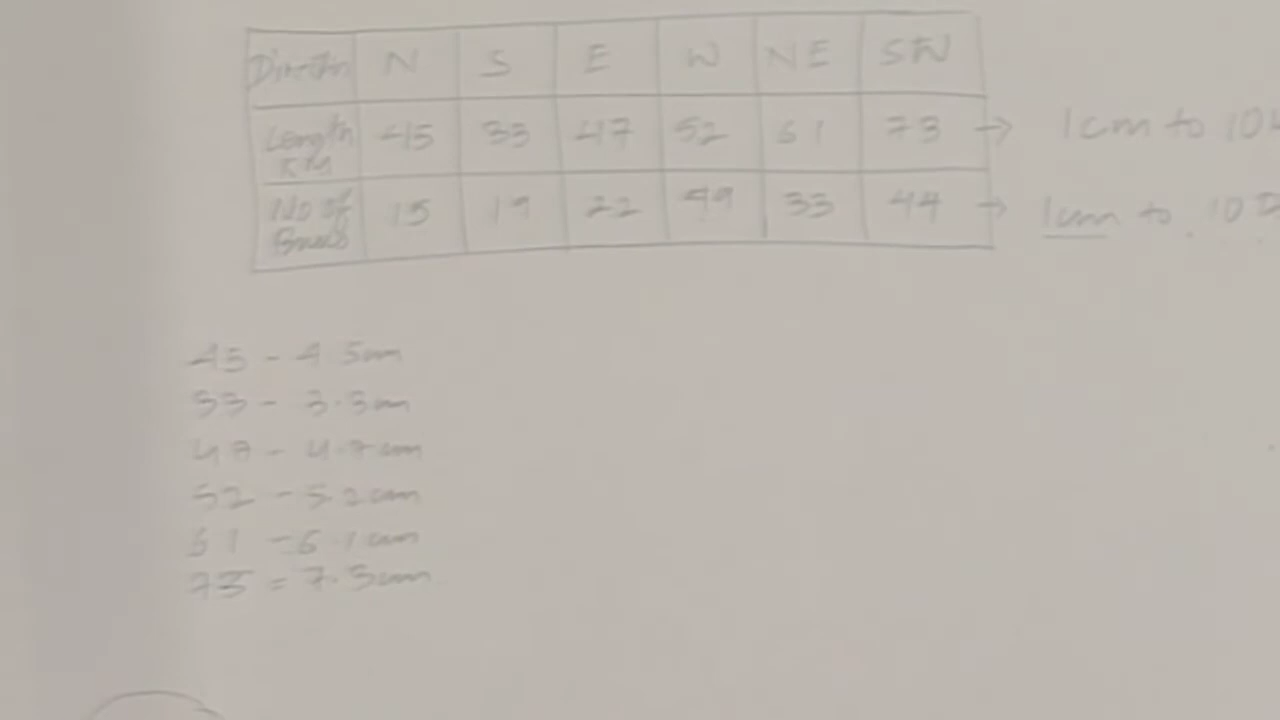 Direction N S E W NE SW
Length KM 45 33 47 52 61 73 → 1cm to 10
No of 15 19 22 49 33 44 → 1cm to 10
45 - 4.5cm
33 - 3.3cm
47 - 4.7cm
52 - 5.2cm
61 - 6.1cm
73 = 7.3cm